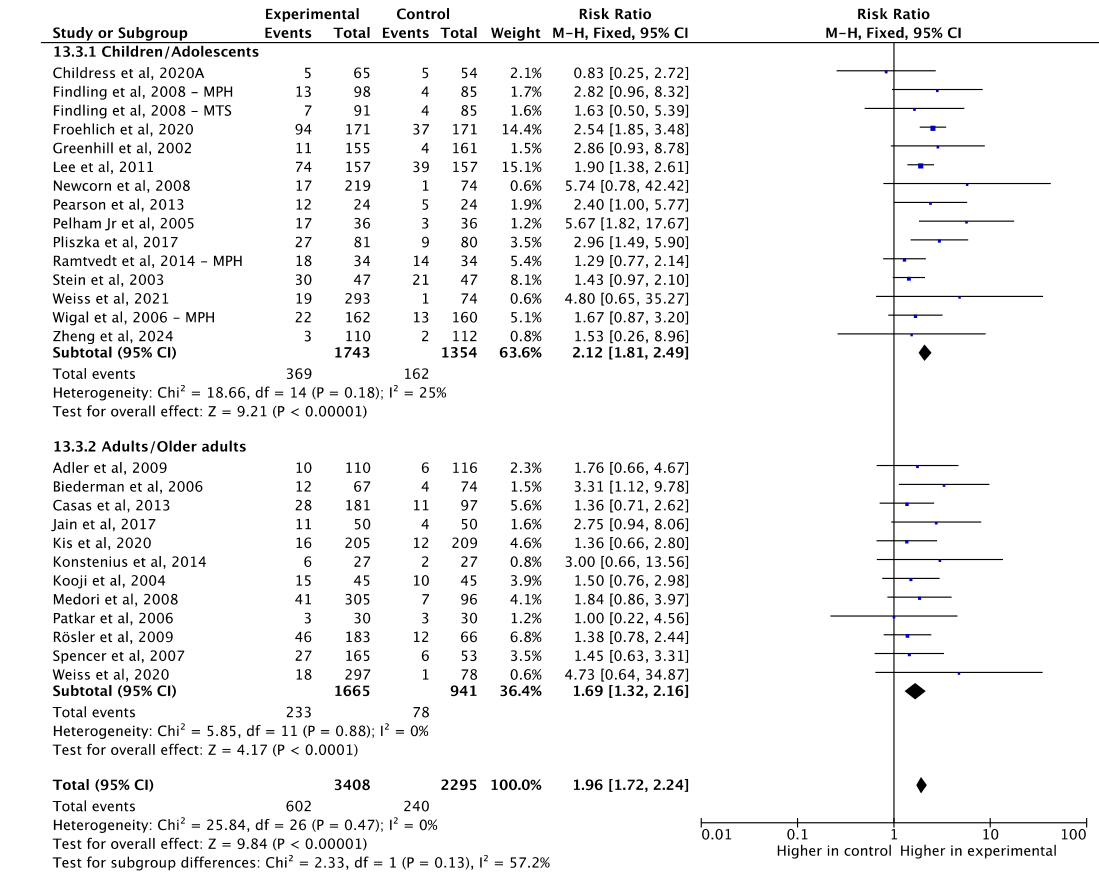 Experimental Control Risk Ratio Risk Ratio
Study or Subgroup Events Total Events Total Weight M-H, Fixed, 95% CI M-H, Fixed, 95% CI
13.3.1 Children/Adolescents
Childress et al, 2020A 5 65 5 54 2.1% 0.83 [0.25, 2.72]
Findling et al, 2008 – MPH 13 98 4 85 1.7% 2.82 [0.96, 8.32]
Findling et al, 2008 – MTS 7 91 4 85 1.6% 1.63 [0.50, 5.39]
Froehlich et al, 2020 94 171 37 171 14.4% 2.54 [1.85, 3.48]
Greenhill et al, 2002 11 155 4 161 1.5% 2.86 [0.93, 8.78]
Lee et al, 2011 74 157 39 157 15.1% 1.90 [1.38, 2.61]
Newcorn et al, 2008 17 219 1 74 0.6% 5.74 [0.78, 42.42]
Pearson et al, 2013 12 24 5 24 1.9% 2.40 [1.00, 5.77]
Pelham Jr et al, 2005 17 36 3 36 1.2% 5.67 [1.82, 17.67]
Pliszka et al, 2017 27 81 9 80 3.5% 2.96 [1.49, 5.90]
Ramtvedt et al, 2014 – MPH 18 34 14 34 5.4% 1.29 [0.77, 2.14]
Stein et al, 2003 30 47 21 47 8.1% 1.43 [0.97, 2.10]
Weiss et al, 2021 19 293 1 74 0.6% 4.80 [0.65, 35.27]
Wigal et al, 2006 – MPH 22 162 13 160 5.1% 1.67 [0.87, 3.20]
Zheng et al, 2024 3 110 2 112 0.8% 1.53 [0.26, 8.96]
Subtotal (95% CI) 1743 1354 63.6% 2.12 [1.81, 2.49]
Total events 369 162
Heterogeneity: Chi² = 18.66, df = 14 (P = 0.18); I² = 25%
Test for overall effect: Z = 9.21 (P < 0.00001)
13.3.2 Adults/Older adults
Adler et al, 2009 10 110 6 116 2.3% 1.76 [0.66, 4.67]
Biederman et al, 2006 12 67 4 74 1.5% 3.31 [1.12, 9.78]
Casas et al, 2013 28 181 11 97 5.6% 1.36 [0.71, 2.62]
Jain et al, 2017 11 50 4 50 1.6% 2.75 [0.94, 8.06]
Kis et al, 2020 16 205 12 209 4.6% 1.36 [0.66, 2.80]
Konstenius et al, 2014 6 27 2 27 0.8% 3.00 [0.66, 13.56]
Kooji et al, 2004 15 45 10 45 3.9% 1.50 [0.76, 2.98]
Medori et al, 2008 41 305 7 96 4.1% 1.84 [0.86, 3.97]
Patkar et al, 2006 3 30 3 30 1.2% 1.00 [0.22, 4.56]
Rösler et al, 2009 46 183 12 66 6.8% 1.38 [0.78, 2.44]
Spencer et al, 2007 27 165 6 53 3.5% 1.45 [0.63, 3.31]
Weiss et al, 2020 18 297 1 78 0.6% 4.73 [0.64, 34.87]
Subtotal (95% CI) 1665 941 36.4% 1.69 [1.32, 2.16]
Total events 233 78
Heterogeneity: Chi² = 5.85, df = 11 (P = 0.88); I² = 0%
Test for overall effect: Z = 4.17 (P < 0.0001)
Total (95% CI) 3408 2295 100.0% 1.96 [1.72, 2.24]
Total events 602 240
Heterogeneity: Chi² = 25.84, df = 26 (P = 0.47); I² = 0%
Test for overall effect: Z = 9.84 (P < 0.00001)
Test for subgroup differences: Chi² = 2.33, df = 1 (P = 0.13), I² = 57.2%
0.01 0.1 1 10 100
Higher in control Higher in experimental